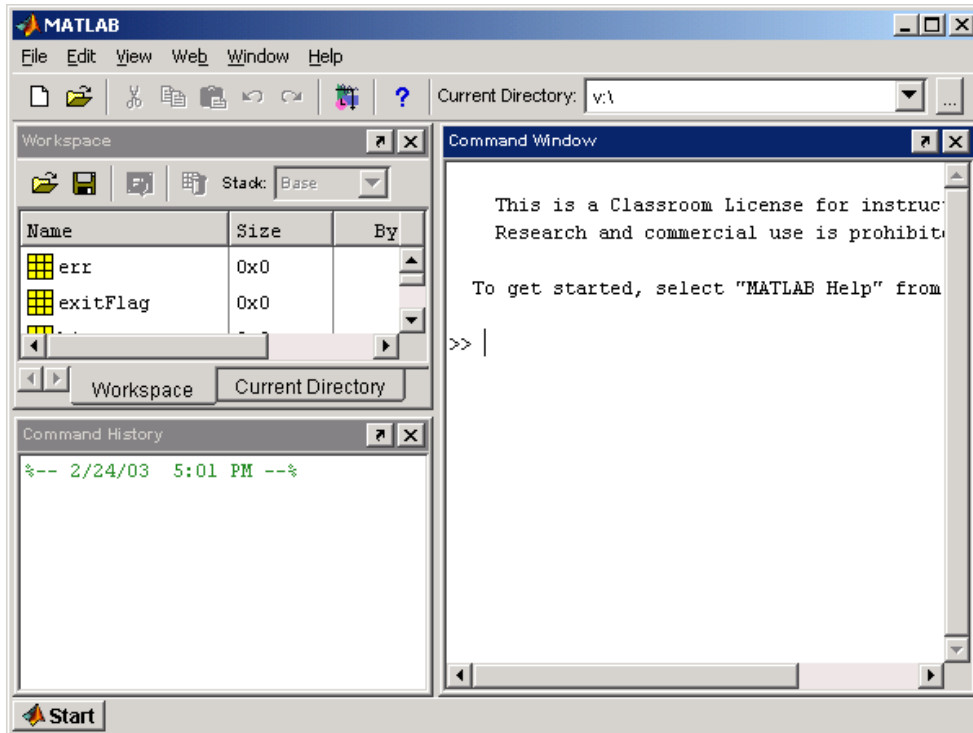 MATLAB
File Edit View Web Window Help
? Current Directory: v:\ ...
Workspace
Stack: Base
Name Size By
err 0x0
exitFlag 0x0
Workspace Current Directory
Command History
%-- 2/24/03 5:01 PM --%
Command Window
This is a Classroom License for instruc
Research and commercial use is prohibit
To get started, select "MATLAB Help" from
>>
Start